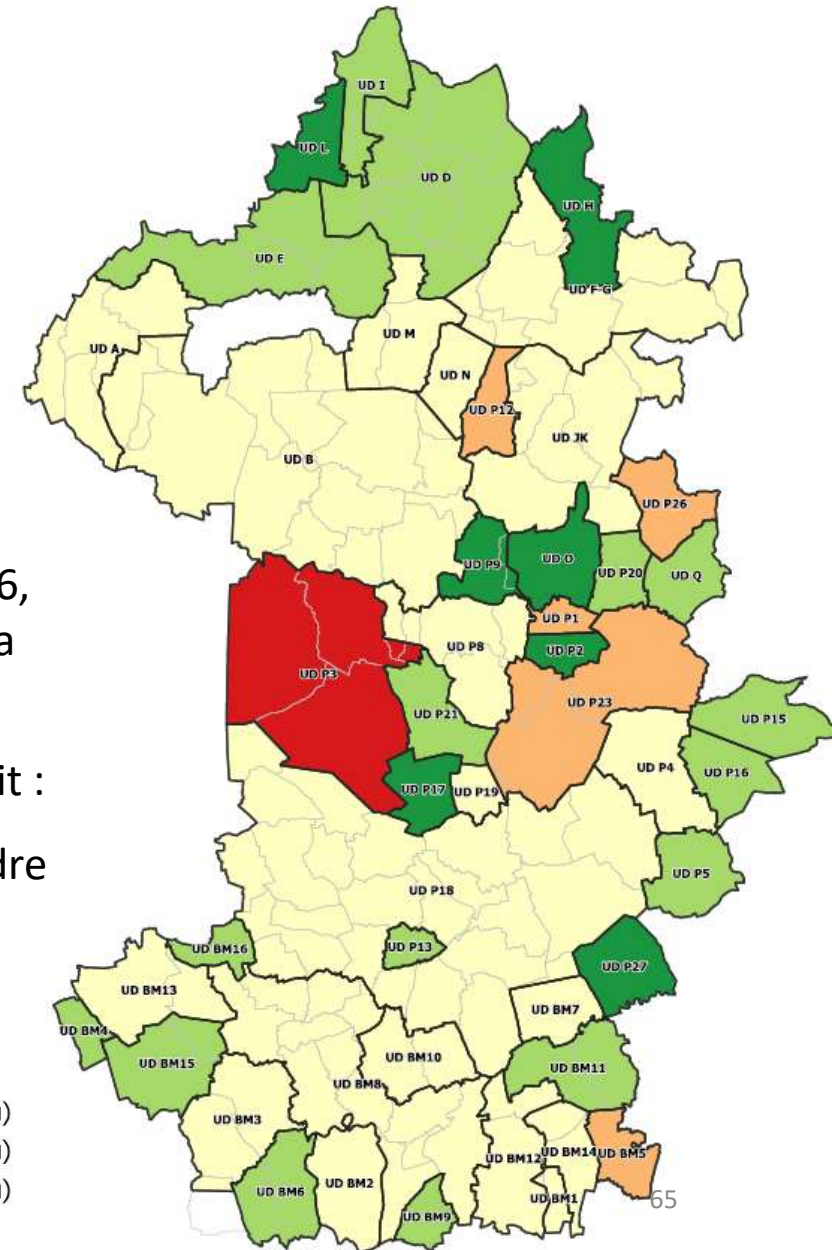 UD I
UD L
UD D
UD H
UD E
UD F-G
UD M
UD A
UD N
UD P12
UD JK
UD B
UD P26
UD P9
UD O
UD P20
UD Q
6,
UD P1
a
UD P8
UD P2
UD P3
UD P23
UD P21
UD P15
it :
UD P4
UD P16
UD P17
UD P19
dre
UD P5
UD P18
UD BM16
UD P13
UD P27
UD BM13
UD BM7
UD BM4
UD BM10
UD BM15
UD BM8
UD BM11
)
UD BM3
)
UD BM12
UD BM14
UD BM5
)
UD BM6
UD BM2
UD BM1
65
UD BM9